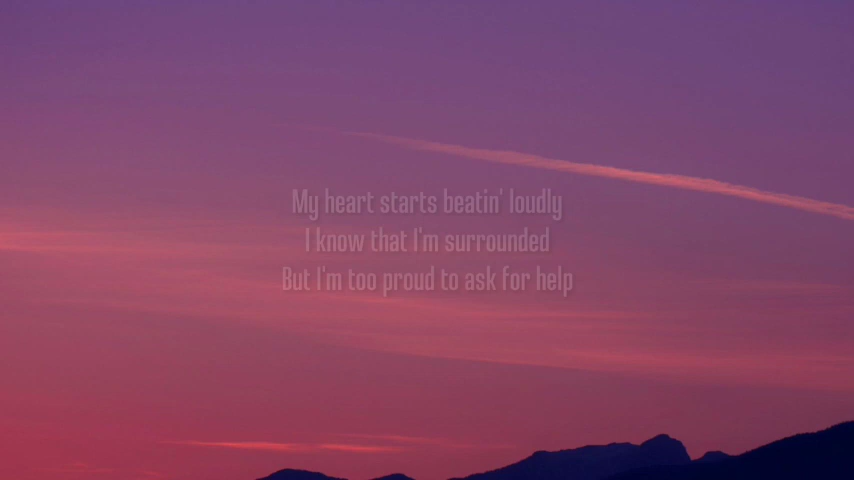 My heart starts beatin' loudly
I know that I'm surrounded
But I'm too proud to ask for help